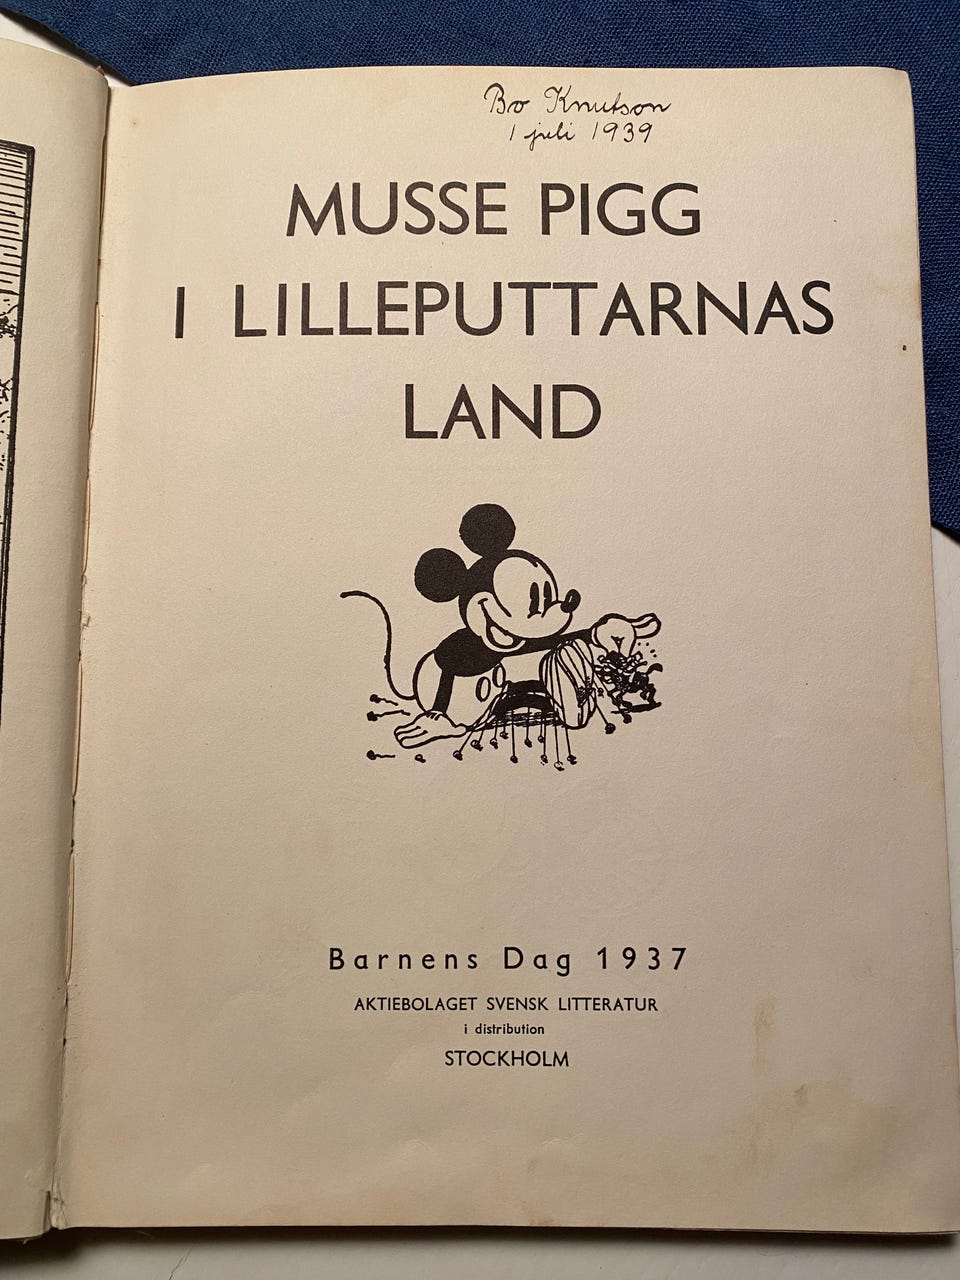 Bo Knutson
1 juli 1939
MUSSE PIGG
I LILLEPUTTARNAS
LAND
Barnens Dag 1937
AKTIEBOLAGET SVENSK LITTERATUR
i distribution
STOCKHOLM